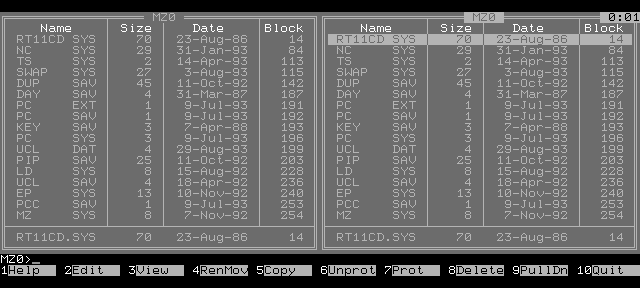 MZ0 MZ0 0:01
Name Size Date Block Name Size Date Block
RT11CD SYS 70 23-Aug-86 14 RT11CD SYS 70 23-Aug-86 14
NC SYS 29 31-Jan-93 84 NC SYS 29 31-Jan-93 84
TS SYS 2 14-Apr-93 113 TS SYS 2 14-Apr-93 113
SWAP SYS 27 3-Aug-93 115 SWAP SYS 27 3-Aug-93 115
DUP SAV 45 11-Oct-92 142 DUP SAV 45 11-Oct-92 142
DAY SAV 4 31-Mar-87 187 DAY SAV 4 31-Mar-87 187
PC EXT 1 9-Jul-93 191 PC EXT 1 9-Jul-93 191
PC SAV 1 9-Jul-93 192 PC SAV 1 9-Jul-93 192
KEY SAV 3 7-Apr-88 193 KEY SAV 3 7-Apr-88 193
PC SYS 3 9-Jul-93 196 PC SYS 3 9-Jul-93 196
UCL DAT 4 29-Aug-93 199 UCL DAT 4 29-Aug-93 199
PIP SAV 25 11-Oct-92 203 PIP SAV 25 11-Oct-92 203
LD SYS 8 15-Aug-92 228 LD SYS 8 15-Aug-92 228
UCL SAV 4 18-Aug-92 236 UCL SAV 4 18-Aug-92 236
EP SYS 13 10-Nov-92 240 EP SYS 13 10-Nov-92 240
PCC SAV 1 9-Jul-93 253 PCC SAV 1 9-Jul-93 253
MZ SYS 8 7-Nov-92 254 MZ SYS 8 7-Nov-92 254
RT11CD.SYS 70 23-Aug-86 14 RT11CD.SYS 70 23-Aug-86 14
MZ0>_
1Help 2Edit 3View 4RenMov 5Copy 6Unprot 7Prot 8Delete 9PullDn 10Quit